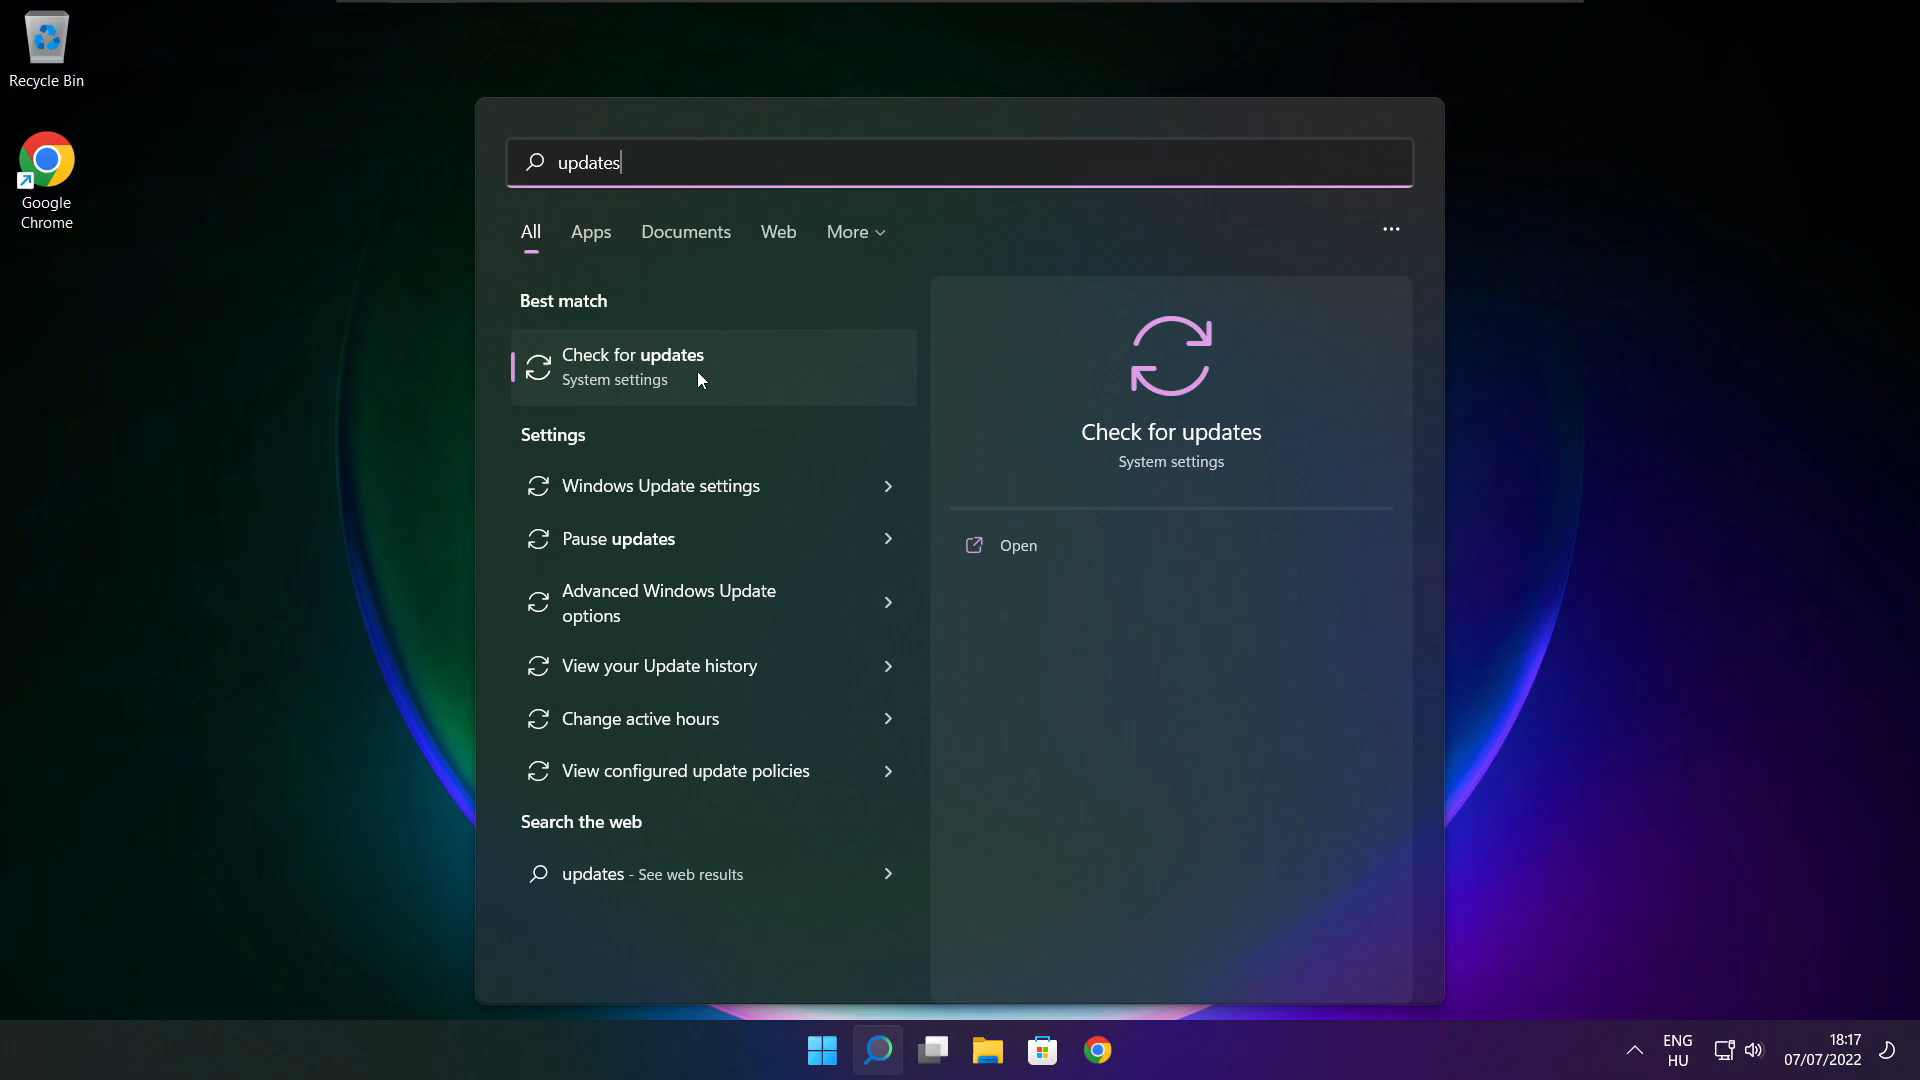 Recycle Bin
Google
Chrome
updates
All Apps Documents Web More
Best match
Check for updates
System settings
Settings
Windows Update settings
Pause updates
Advanced Windows Update
options
View your Update history
Change active hours
View configured update policies
Search the web
updates - See web results
Check for updates
System settings
Open
ENG
HU
18:17
07/07/2022